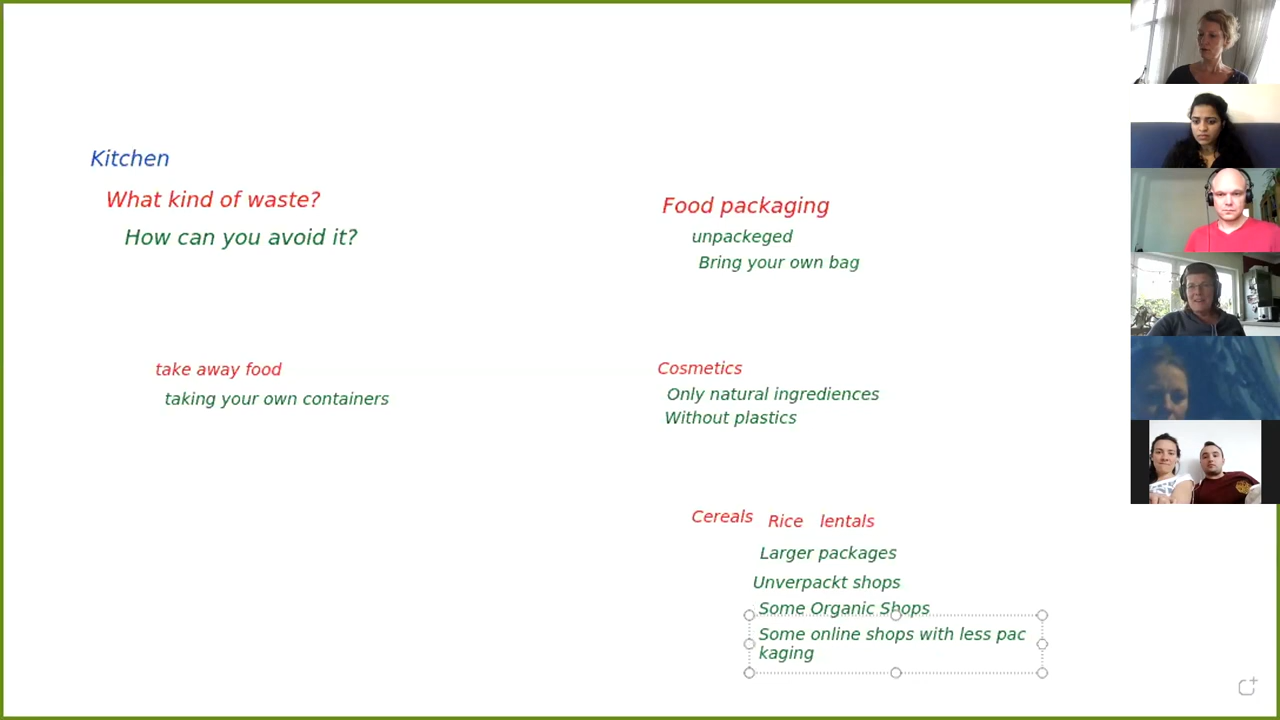 Kitchen
What kind of waste?
How can you avoid it?
Food packaging
unpackeged
Bring your own bag
take away food
taking your own containers
Cosmetics
Only natural ingrediences
Without plastics
Cereals Rice lentals
Larger packages
Unverpackt shops
Some Organic Shops
Some online shops with less pac
kaging